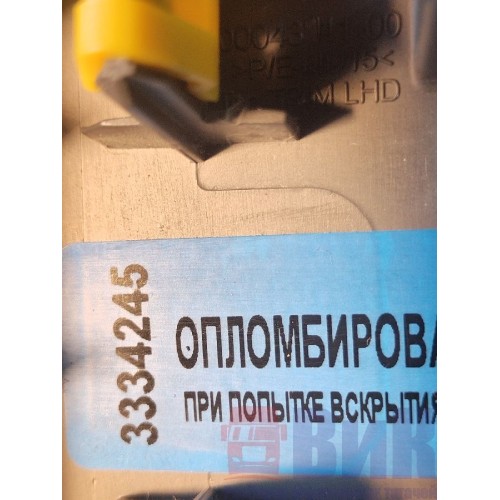 LHD
3334245
ОПЛОМБИРОВА
ПРИ ПОПЫТКЕ ВСКРЫТИЯ
ВИК